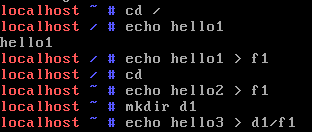 localhost ~ # cd /
localhost / # echo hello1
hello1
localhost / # echo hello1 > f1
localhost / # cd
localhost ~ # echo hello2 > f1
localhost ~ # mkdir d1
localhost ~ # echo hello3 > d1/f1